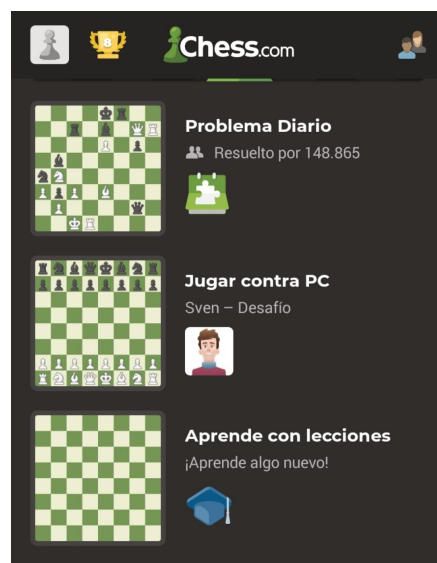 8
Chess.com
Problema Diario
Resuelto por 148.865
Jugar contra PC
Sven – Desafío
Aprende con lecciones
¡Aprende algo nuevo!